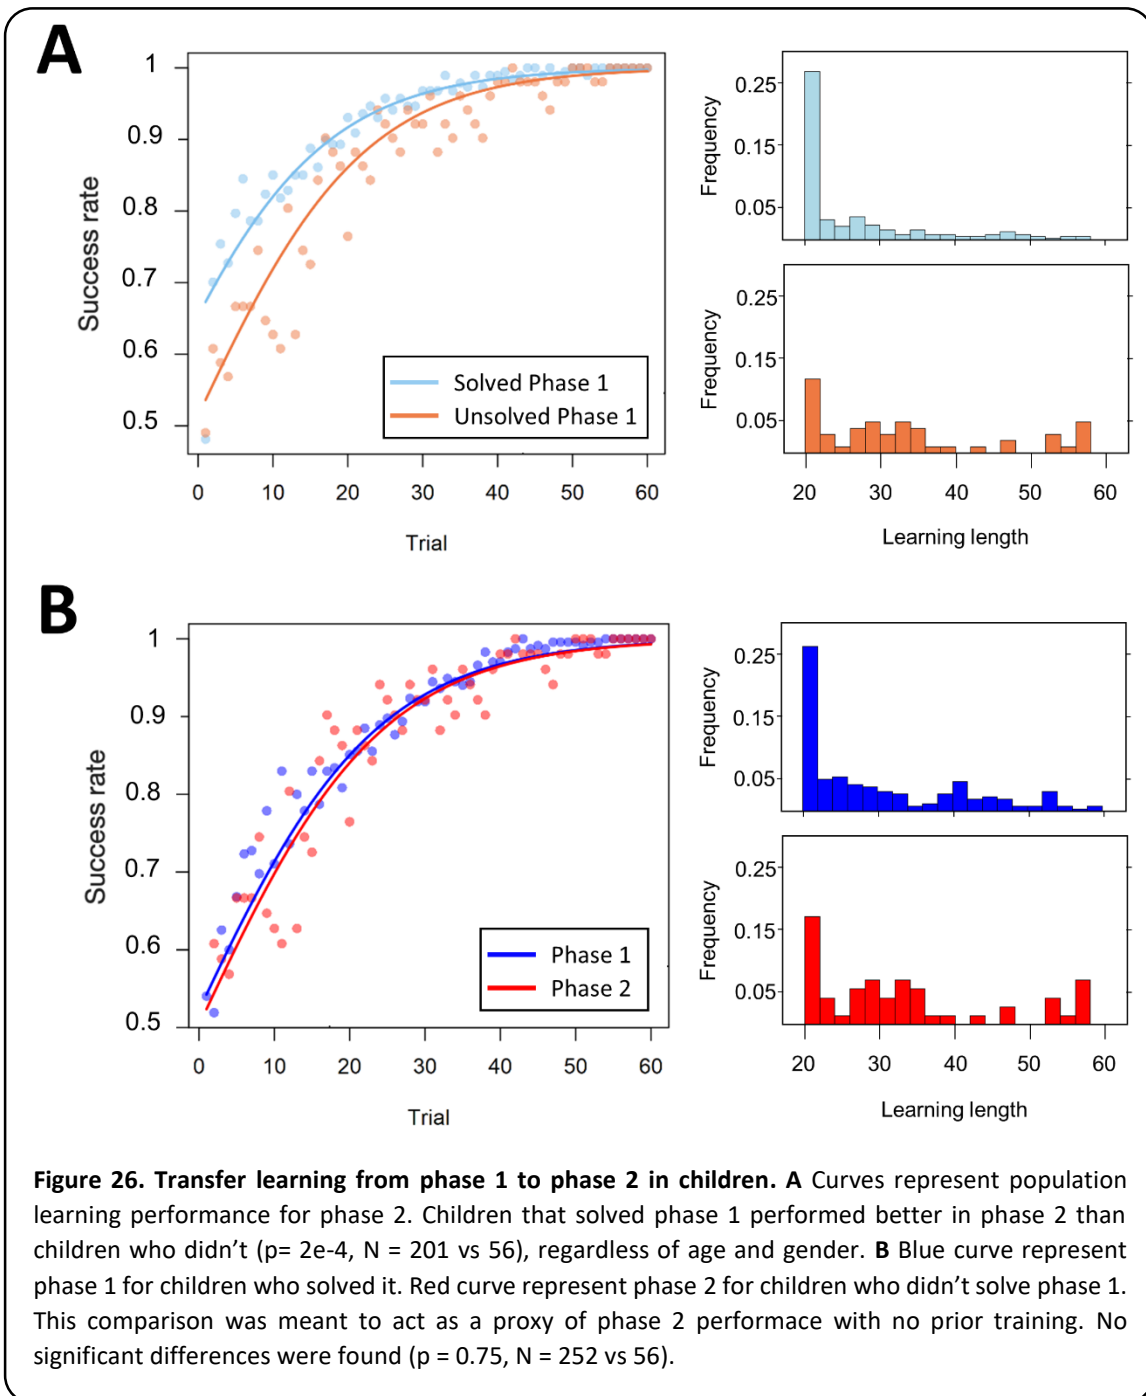 A
1
0.9
0.8
0.7
0.6
0.5
Success rate
Solved Phase 1
Unsolved Phase 1
0 10 20 30 40 50 60
Trial
0.25
0.15
0.05
Frequency
0.25
0.15
0.05
Frequency
20 30 40 50 60
Learning length
B
1
0.9
0.8
0.7
0.6
0.5
Success rate
Phase 1
Phase 2
0 10 20 30 40 50 60
Trial
0.25
0.15
0.05
Frequency
0.25
0.15
0.05
Frequency
20 30 40 50 60
Learning length
Figure 26. Transfer learning from phase 1 to phase 2 in children. A Curves represent population
learning performance for phase 2. Children that solved phase 1 performed better in phase 2 than
children who didn’t (p= 2e-4, N = 201 vs 56), regardless of age and gender. B Blue curve represent
phase 1 for children who solved it. Red curve represent phase 2 for children who didn’t solve phase 1.
This comparison was meant to act as a proxy of phase 2 performace with no prior training. No
significant differences were found (p = 0.75, N = 252 vs 56).